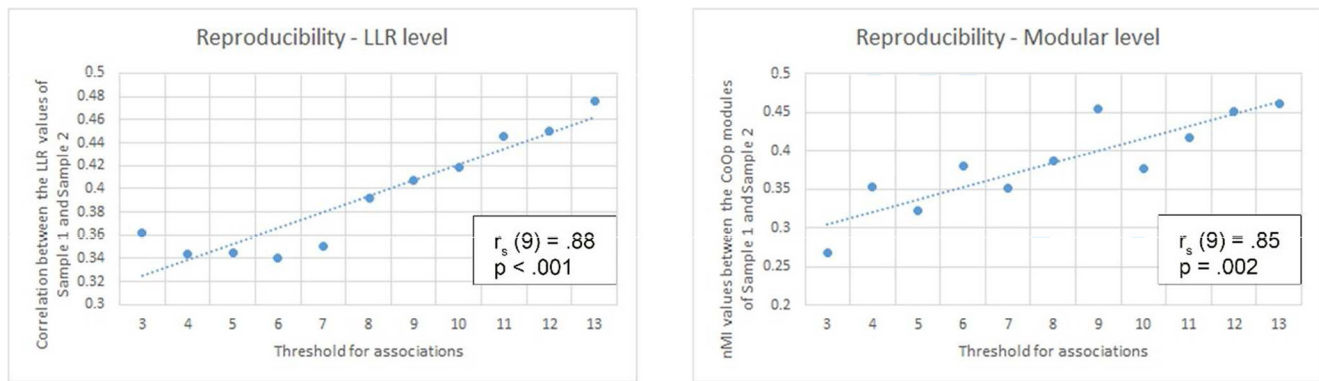 Reproducibility - LLR level
Correlation between the LLR values of
Sample 1 and Sample 2
0.5
0.48
0.46
0.44
0.42
0.4
0.38
0.36
0.34
0.32
0.3
r_s (9) = .88
p < .001
3 4 5 6 7 8 9 10 11 12 13
Threshold for associations
Reproducibility - Modular level
nMI values between the CoOp modules
of Sample 1 and Sample 2
0.5
0.45
0.4
0.35
0.3
0.25
0.2
r_s (9) = .85
p = .002
3 4 5 6 7 8 9 10 11 12 13
Threshold for associations